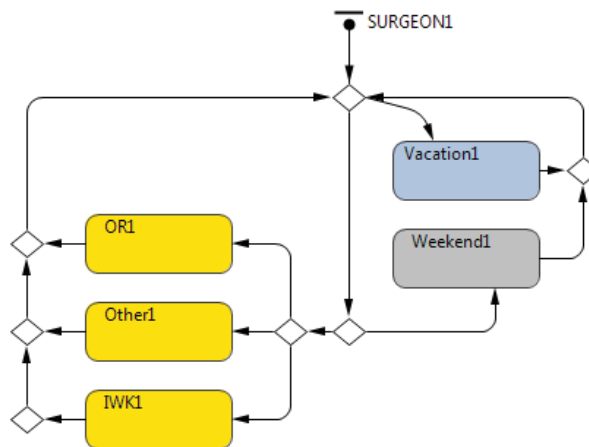 SURGEON1
Vacation1
OR1
Weekend1
Other1
IWK1